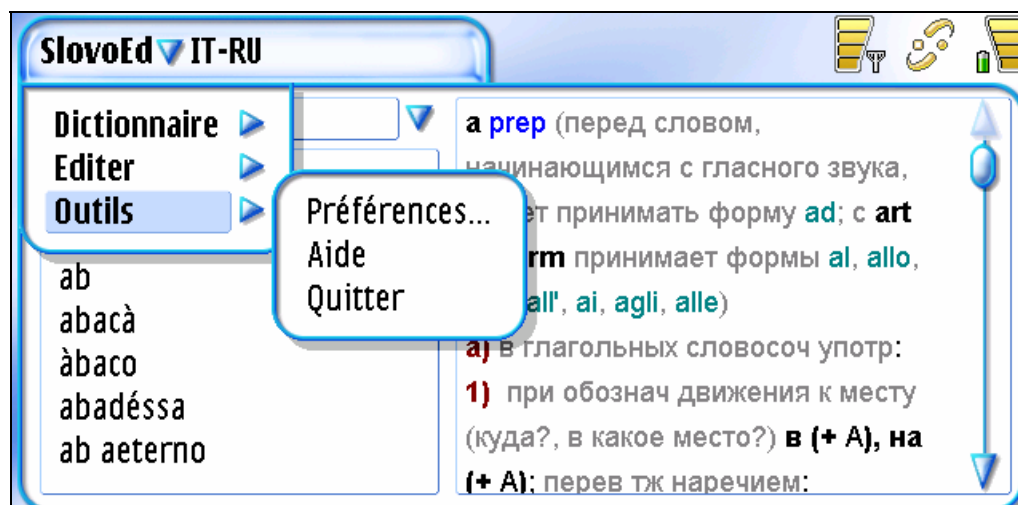 SlovoEd IT-RU
Dictionnaire
Editer
Outils
Préférences...
Aide
Quitter
ab
abacà
àbaco
abadéssa
ab aeterno
a prep (перед словом,
начинающимся с гласного звука,
принимать форму ad; с art
принимает формы al, allo,
all', ai, agli, alle)
a) в глагольных словосоч употр:
1) при обознач движения к месту
(куда?, в какое место?) в (+ A), на
(+ A); перев тж наречием: